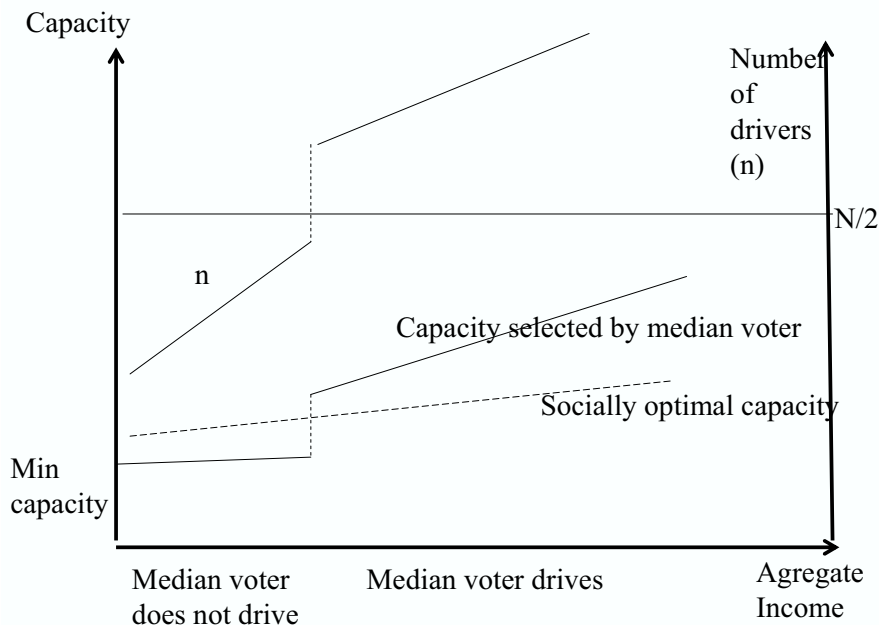 Capacity
Number
of
drivers
(n)
N/2
n
Capacity selected by median voter
Socially optimal capacity
Min
capacity
Median voter
does not drive
Median voter drives
Agregate
Income